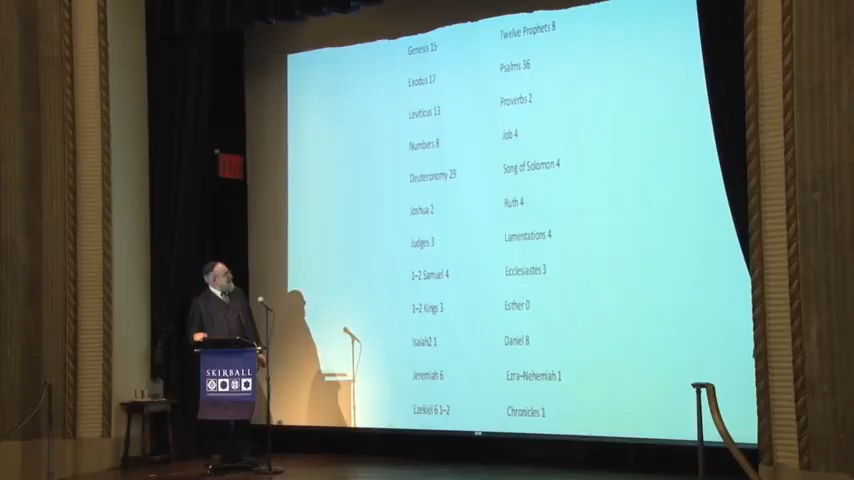 Genesis 15
Exodus 17
Leviticus 13
Numbers 8
Deuteronomy 29
Joshua 2
Judges 3
1-2 Samuel 4
1-2 Kings 3
Isaiah2 1
Jeremiah 6
Ezekiel 6 1-2
Twelve Prophets 8
Psalms 36
Proverbs 2
Job 4
Song of Solomon 4
Ruth 4
Lamentations 4
Ecclesiastes 3
Esther 0
Daniel 8
Ezra-Nehemiah 1
Chronicles 1
SKIRBALL